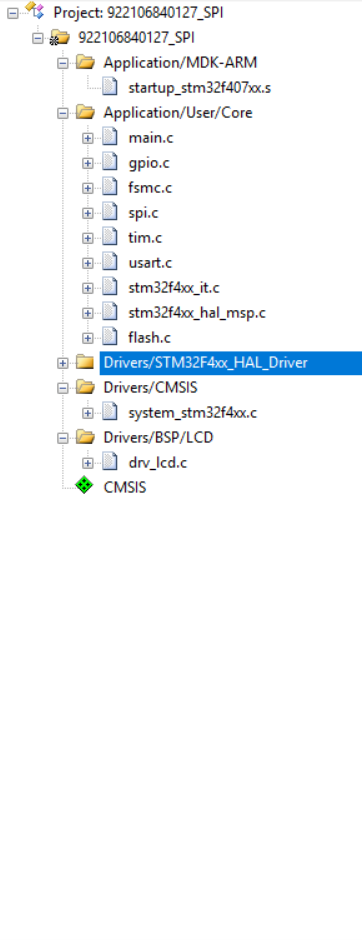 Project: 922106840127_SPI
922106840127_SPI
Application/MDK-ARM
startup_stm32f407xx.s
Application/User/Core
main.c
gpio.c
fsmc.c
spi.c
tim.c
usart.c
stm32f4xx_it.c
stm32f4xx_hal_msp.c
flash.c
Drivers/STM32F4xx_HAL_Driver
Drivers/CMSIS
system_stm32f4xx.c
Drivers/BSP/LCD
drv_lcd.c
CMSIS